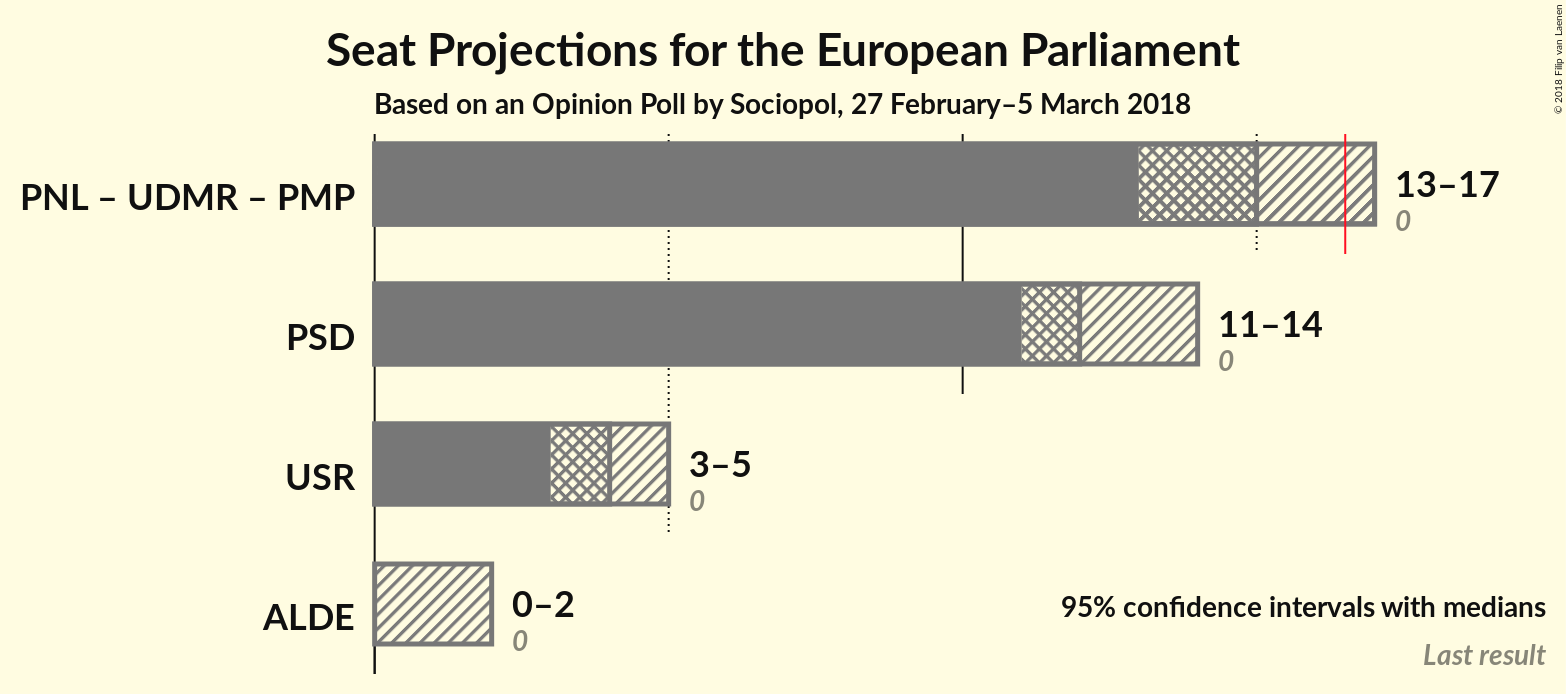 Seat Projections for the European Parliament
Based on an Opinion Poll by Sociopol, 27 February–5 March 2018
© 2018 Filip van Laenen
PNL – UDMR – PMP
13–17
0
PSD
11–14
0
USR
3–5
0
ALDE
0–2
0
95% confidence intervals with medians
Last result